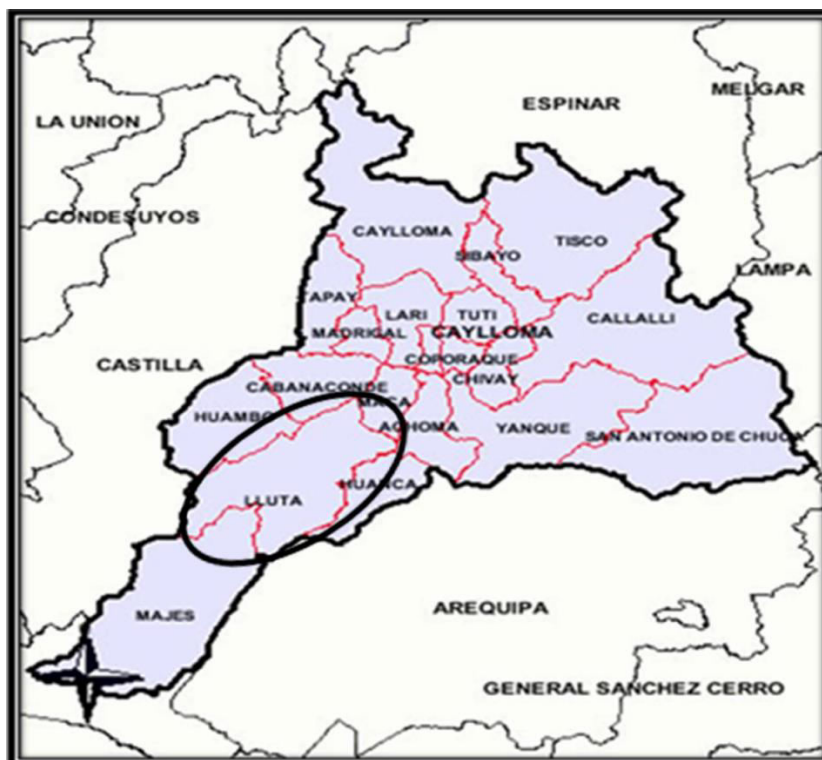 MELGAR
ESPINAR
LA UNION
CONDESUYOS
CAYLLOMA
TISCO
SIBAYO
LAMPA
TAPAY
LARI
TUTI
CALLALLI
MADRIGAL
CAYLLOMA
COPORAQUE
CASTILLA
CHIVAY
CABANACONDE
MACA
HUAMBO
ACHOMA
YANQUE
SAN ANTONIO DE CHUCA
HUANCA
LLUTA
MAJES
AREQUIPA
GENERAL SANCHEZ CERRO